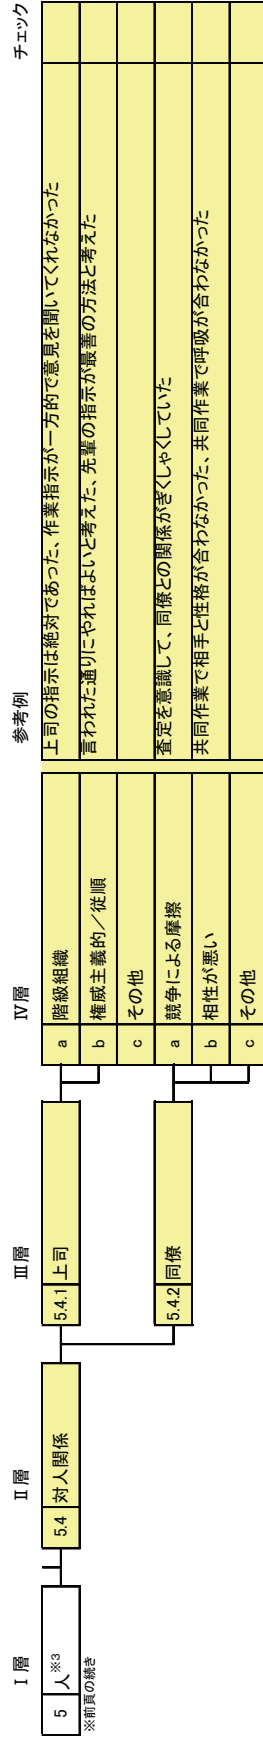 Ⅰ層 Ⅱ層 Ⅲ層 Ⅳ層 参考例 チェック
5 人※3 5.4 対人関係 5.4.1 上司 a 階級組織 上司の指示は絶対であった、作業指示が一方的で意見を聞いてくれなかった
※前頁の続き b 権威主義的／従順 言われた通りにやればよいと考えた、先輩の指示が最善の方法と考えた
c その他
5.4.2 同僚 a 競争による摩擦 査定を意識して、同僚との関係がぎくしゃくしていた
b 相性が悪い 共同作業で相手と性格が合わなかった、共同作業で呼吸が合わなかった
c その他